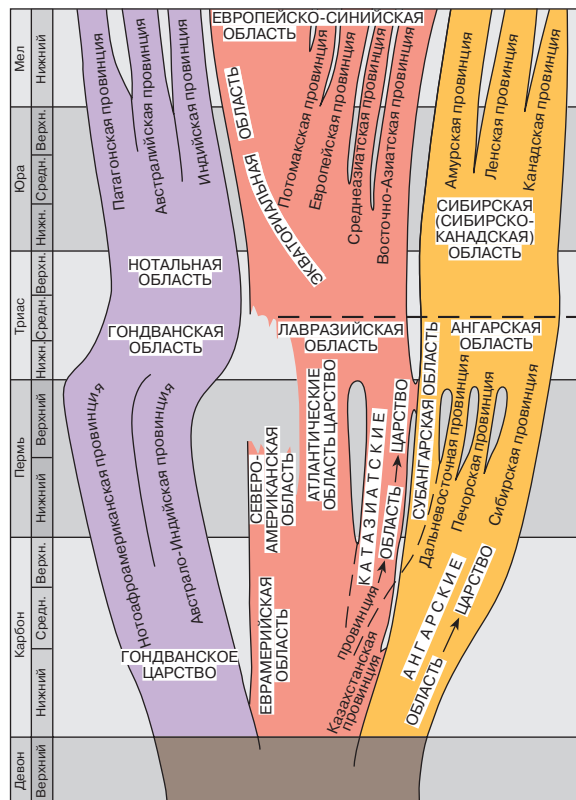 Мел
Нижний
Юра
Верхн.
Средн.
Нижн.
Триас
Верхн.
Средн.
Нижн.
Пермь
Верхний
Нижний
Карбон
Верхн.
Средн.
Нижний
Девон
Верхний
Патагонская провинция
Австралийская провинция
Индийская провинция
НОТАЛЬНАЯ
ОБЛАСТЬ
ГОНДВАНСКАЯ
ОБЛАСТЬ
Нотоафроамериканская провинция
Австрало-Индийская провинция
ГОНДВАНСКОЕ
ЦАРСТВО
ЕВРОПЕЙСКО-СИНИЙСКАЯ
ОБЛАСТЬ
ЭКВАТОРИАЛЬНАЯ ОБЛАСТЬ
Потомакская провинция
Европейская провинция
Среднеазиатская провинция
Восточно-Азиатская провинция
ЛАВРАЗИЙСКАЯ
ОБЛАСТЬ
СЕВЕРО-
АМЕРИКАНСКАЯ
ОБЛАСТЬ
АТЛАНТИЧЕСКИЕ
ОБЛАСТЬ ЦАРСТВО
КАТАЗИАТСКИЕ
провинция → ОБЛАСТЬ → ЦАРСТВО
ЕВРАМЕРИЙСКАЯ
ОБЛАСТЬ
Казахстанская
провинция
Амурская провинция
Ленская провинция
Канадская провинция
СИБИРСКАЯ
(СИБИРСКО-
КАНАДСКАЯ)
ОБЛАСТЬ
АНГАРСКАЯ
ОБЛАСТЬ
СУБАНГАРСКАЯ ОБЛАСТЬ
Дальневосточная провинция
Печорская провинция
Сибирская провинция
АНГАРСКИЕ
ОБЛАСТЬ → ЦАРСТВО